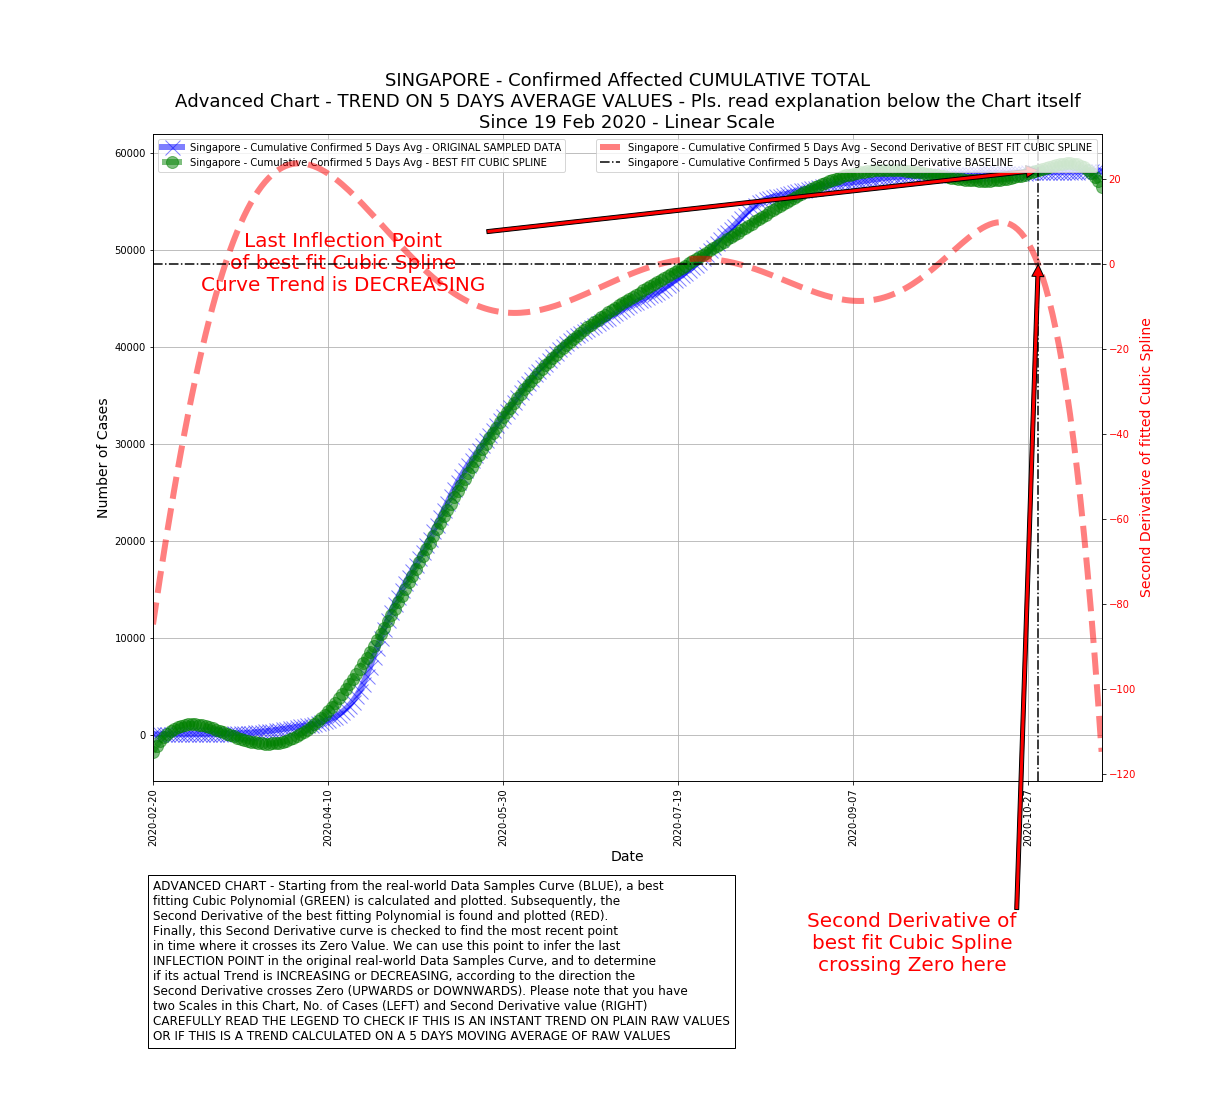 SINGAPORE - Confirmed Affected CUMULATIVE TOTAL
Advanced Chart - TREND ON 5 DAYS AVERAGE VALUES - Pls. read explanation below the Chart itself
Since 19 Feb 2020 - Linear Scale
Singapore - Cumulative Confirmed 5 Days Avg - ORIGINAL SAMPLED DATA
Singapore - Cumulative Confirmed 5 Days Avg - BEST FIT CUBIC SPLINE
Singapore - Cumulative Confirmed 5 Days Avg - Second Derivative of BEST FIT CUBIC SPLINE
Singapore - Cumulative Confirmed 5 Days Avg - Second Derivative BASELINE
60000
50000
40000
30000
20000
10000
0
Number of Cases
Last Inflection Point
of best fit Cubic Spline
Curve Trend is DECREASING
20
0
−20
−40
−60
−80
−100
−120
Second Derivative of fitted Cubic Spline
2020-02-20
2020-04-10
2020-05-30
2020-07-19
2020-09-07
2020-10-27
Date
ADVANCED CHART - Starting from the real-world Data Samples Curve (BLUE), a best
fitting Cubic Polynomial (GREEN) is calculated and plotted. Subsequently, the
Second Derivative of the best fitting Polynomial is found and plotted (RED).
Finally, this Second Derivative curve is checked to find the most recent point
in time where it crosses its Zero Value. We can use this point to infer the last
INFLECTION POINT in the original real-world Data Samples Curve, and to determine
if its actual Trend is INCREASING or DECREASING, according to the direction the
Second Derivative crosses Zero (UPWARDS or DOWNWARDS). Please note that you have
two Scales in this Chart, No. of Cases (LEFT) and Second Derivative value (RIGHT)
CAREFULLY READ THE LEGEND TO CHECK IF THIS IS AN INSTANT TREND ON PLAIN RAW VALUES
OR IF THIS IS A TREND CALCULATED ON A 5 DAYS MOVING AVERAGE OF RAW VALUES
Second Derivative of
best fit Cubic Spline
crossing Zero here